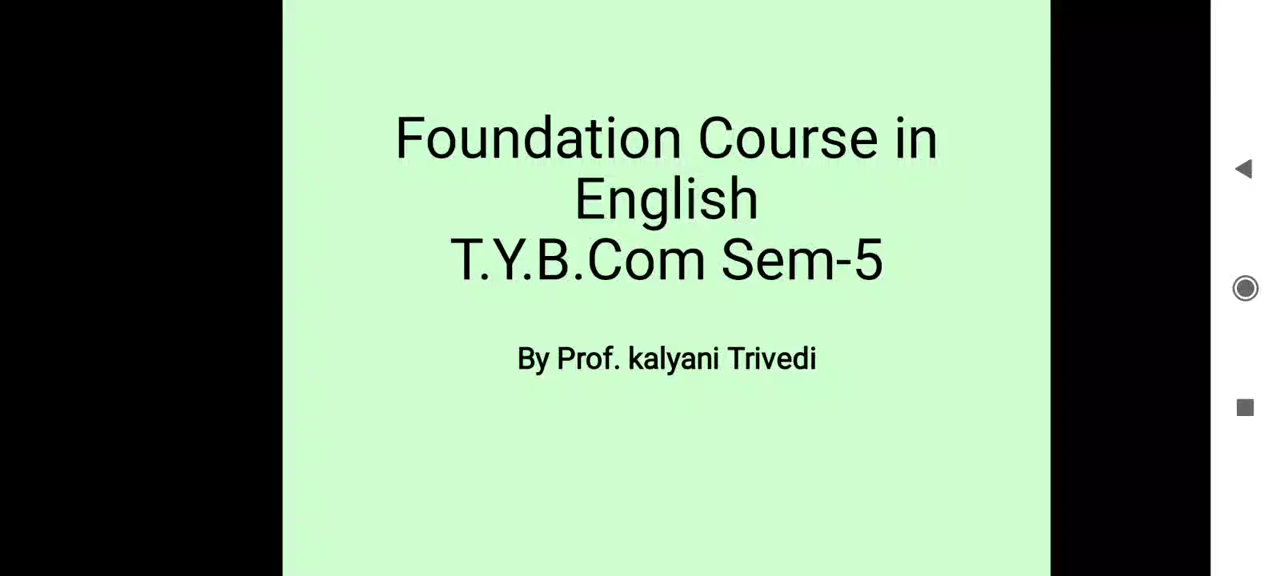 Foundation Course in
English
T.Y.B.Com Sem-5
By Prof. kalyani Trivedi